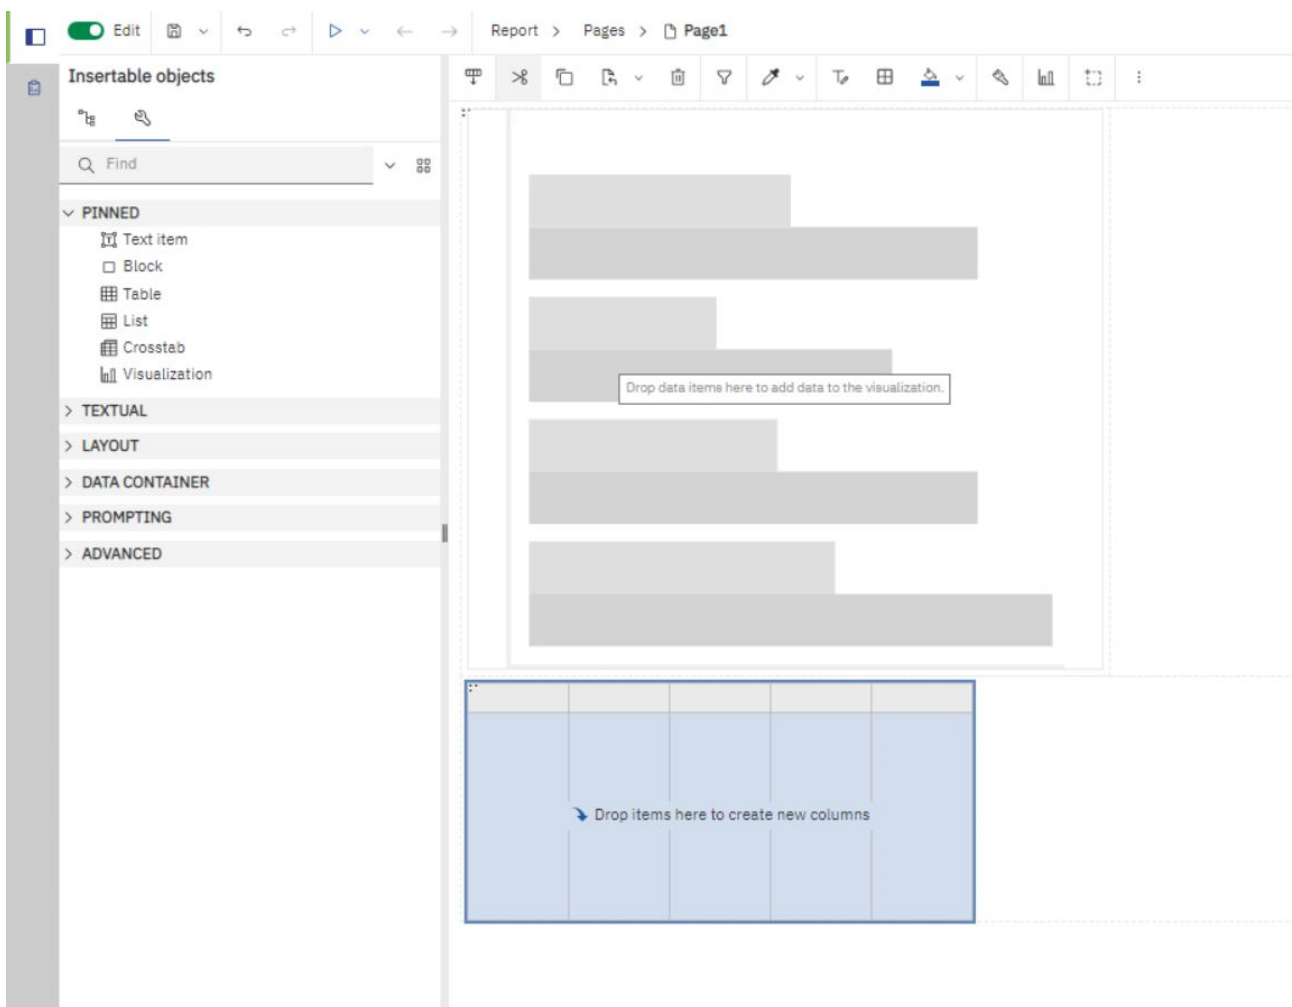 Edit
Report > Pages > Page1
Insertable objects
Find
PINNED
Text item
Block
Table
List
Crosstab
Visualization
TEXTUAL
LAYOUT
DATA CONTAINER
PROMPTING
ADVANCED
Drop data items here to add data to the visualization.
Drop items here to create new columns